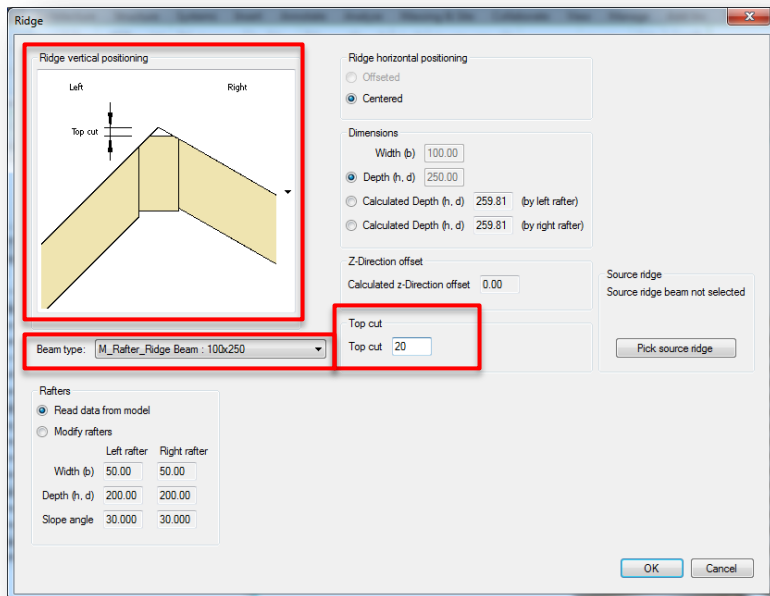 Ridge
Ridge vertical positioning
Left Right
Top cut
Beam type: M_Rafter_Ridge Beam : 100x250
Rafters
Read data from model
Modify rafters
Left rafter Right rafter
Width (b) 50.00 50.00
Depth (h, d) 200.00 200.00
Slope angle 30.000 30.000
Ridge horizontal positioning
Offseted
Centered
Dimensions
Width (b) 100.00
Depth (h, d) 250.00
Calculated Depth (h, d) 259.81 (by left rafter)
Calculated Depth (h, d) 259.81 (by right rafter)
Z-Direction offset
Calculated z-Direction offset 0.00
Top cut
Top cut 20
Source ridge
Source ridge beam not selected
Pick source ridge
OK Cancel